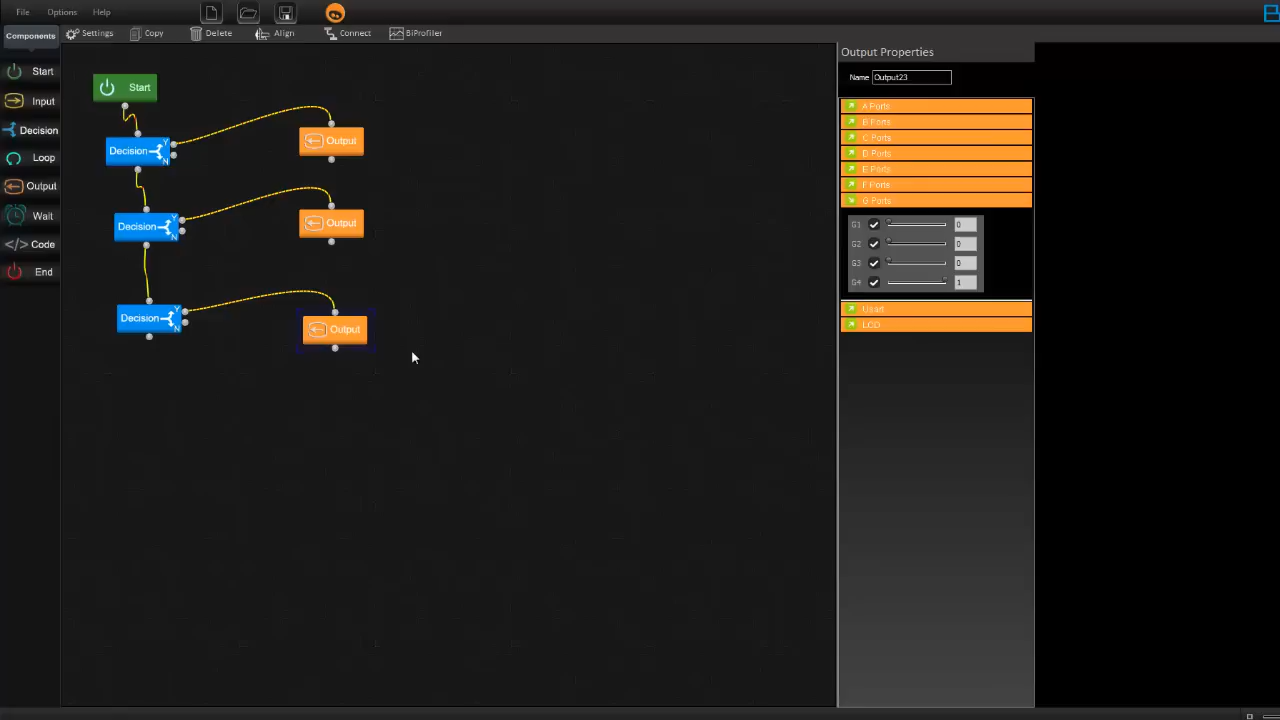 File Options Help
Components Settings Copy Delete Align Connect BiProfiler
Start
Input
Decision
Loop
Output
Wait
</> Code
End
Start
Decision Y N
Output
Decision Y N
Output
Decision Y N
Output
Output Properties
Name Output23
A Ports
B Ports
C Ports
D Ports
E Ports
F Ports
G Ports
G1 0
G2 0
G3 0
G4 1
Usart
LCD